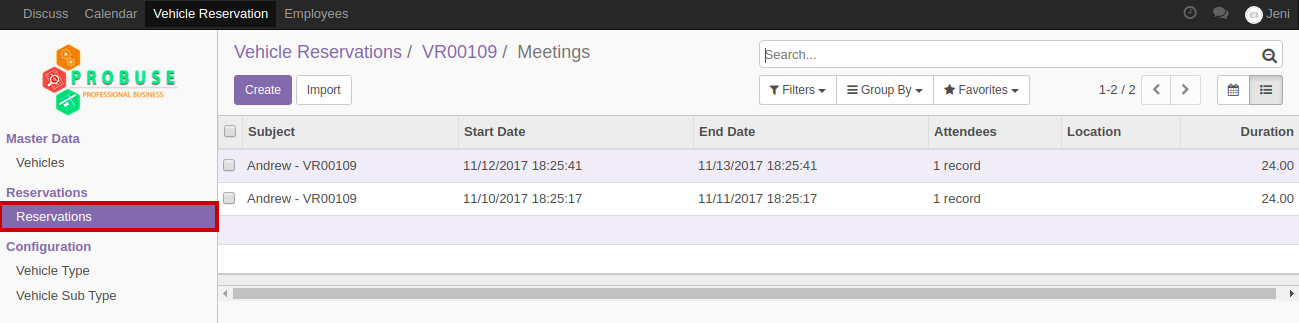 Discuss Calendar Vehicle Reservation Employees Jeni
PROBUSE
PROFESSIONAL BUSINESS
Master Data
Vehicles
Reservations
Reservations
Configuration
Vehicle Type
Vehicle Sub Type
Vehicle Reservations / VR00109 / Meetings
Search...
Create Import
Filters Group By Favorites 1-2 / 2
Subject Start Date End Date Attendees Location Duration
Andrew - VR00109 11/12/2017 18:25:41 11/13/2017 18:25:41 1 record 24.00
Andrew - VR00109 11/10/2017 18:25:17 11/11/2017 18:25:17 1 record 24.00